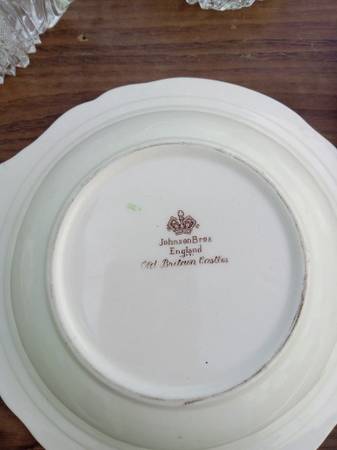 Johnson Bros
England
Old Britain Castles